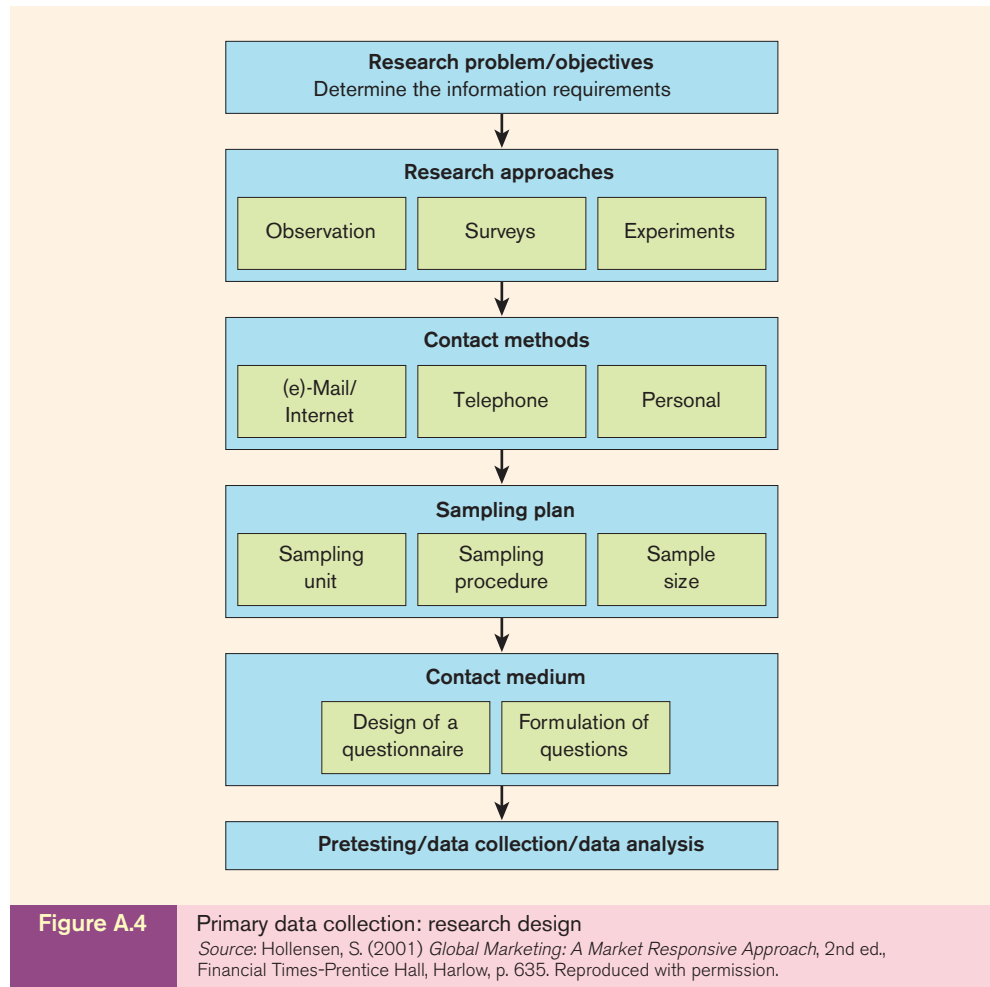 Research problem/objectives
Determine the information requirements
Research approaches
Observation
Surveys
Experiments
Contact methods
(e)-Mail/
Internet
Telephone
Personal
Sampling plan
Sampling
unit
Sampling
procedure
Sample
size
Contact medium
Design of a
questionnaire
Formulation of
questions
Pretesting/data collection/data analysis
Figure A.4
Primary data collection: research design
Source: Hollensen, S. (2001) Global Marketing: A Market Responsive Approach, 2nd ed.,
Financial Times-Prentice Hall, Harlow, p. 635. Reproduced with permission.